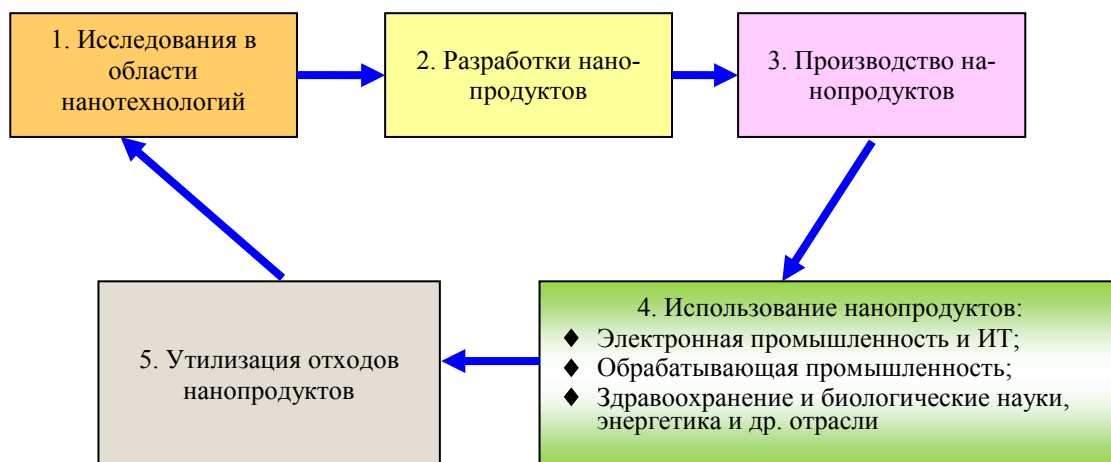 1. Исследования в
области
нанотехнологий
2. Разработки нано-
продуктов
3. Производство на-
нопродуктов
4. Использование нанопродуктов:
♦ Электронная промышленность и ИТ;
♦ Обрабатывающая промышленность;
♦ Здравоохранение и биологические науки,
энергетика и др. отрасли
5. Утилизация отходов
нанопродуктов